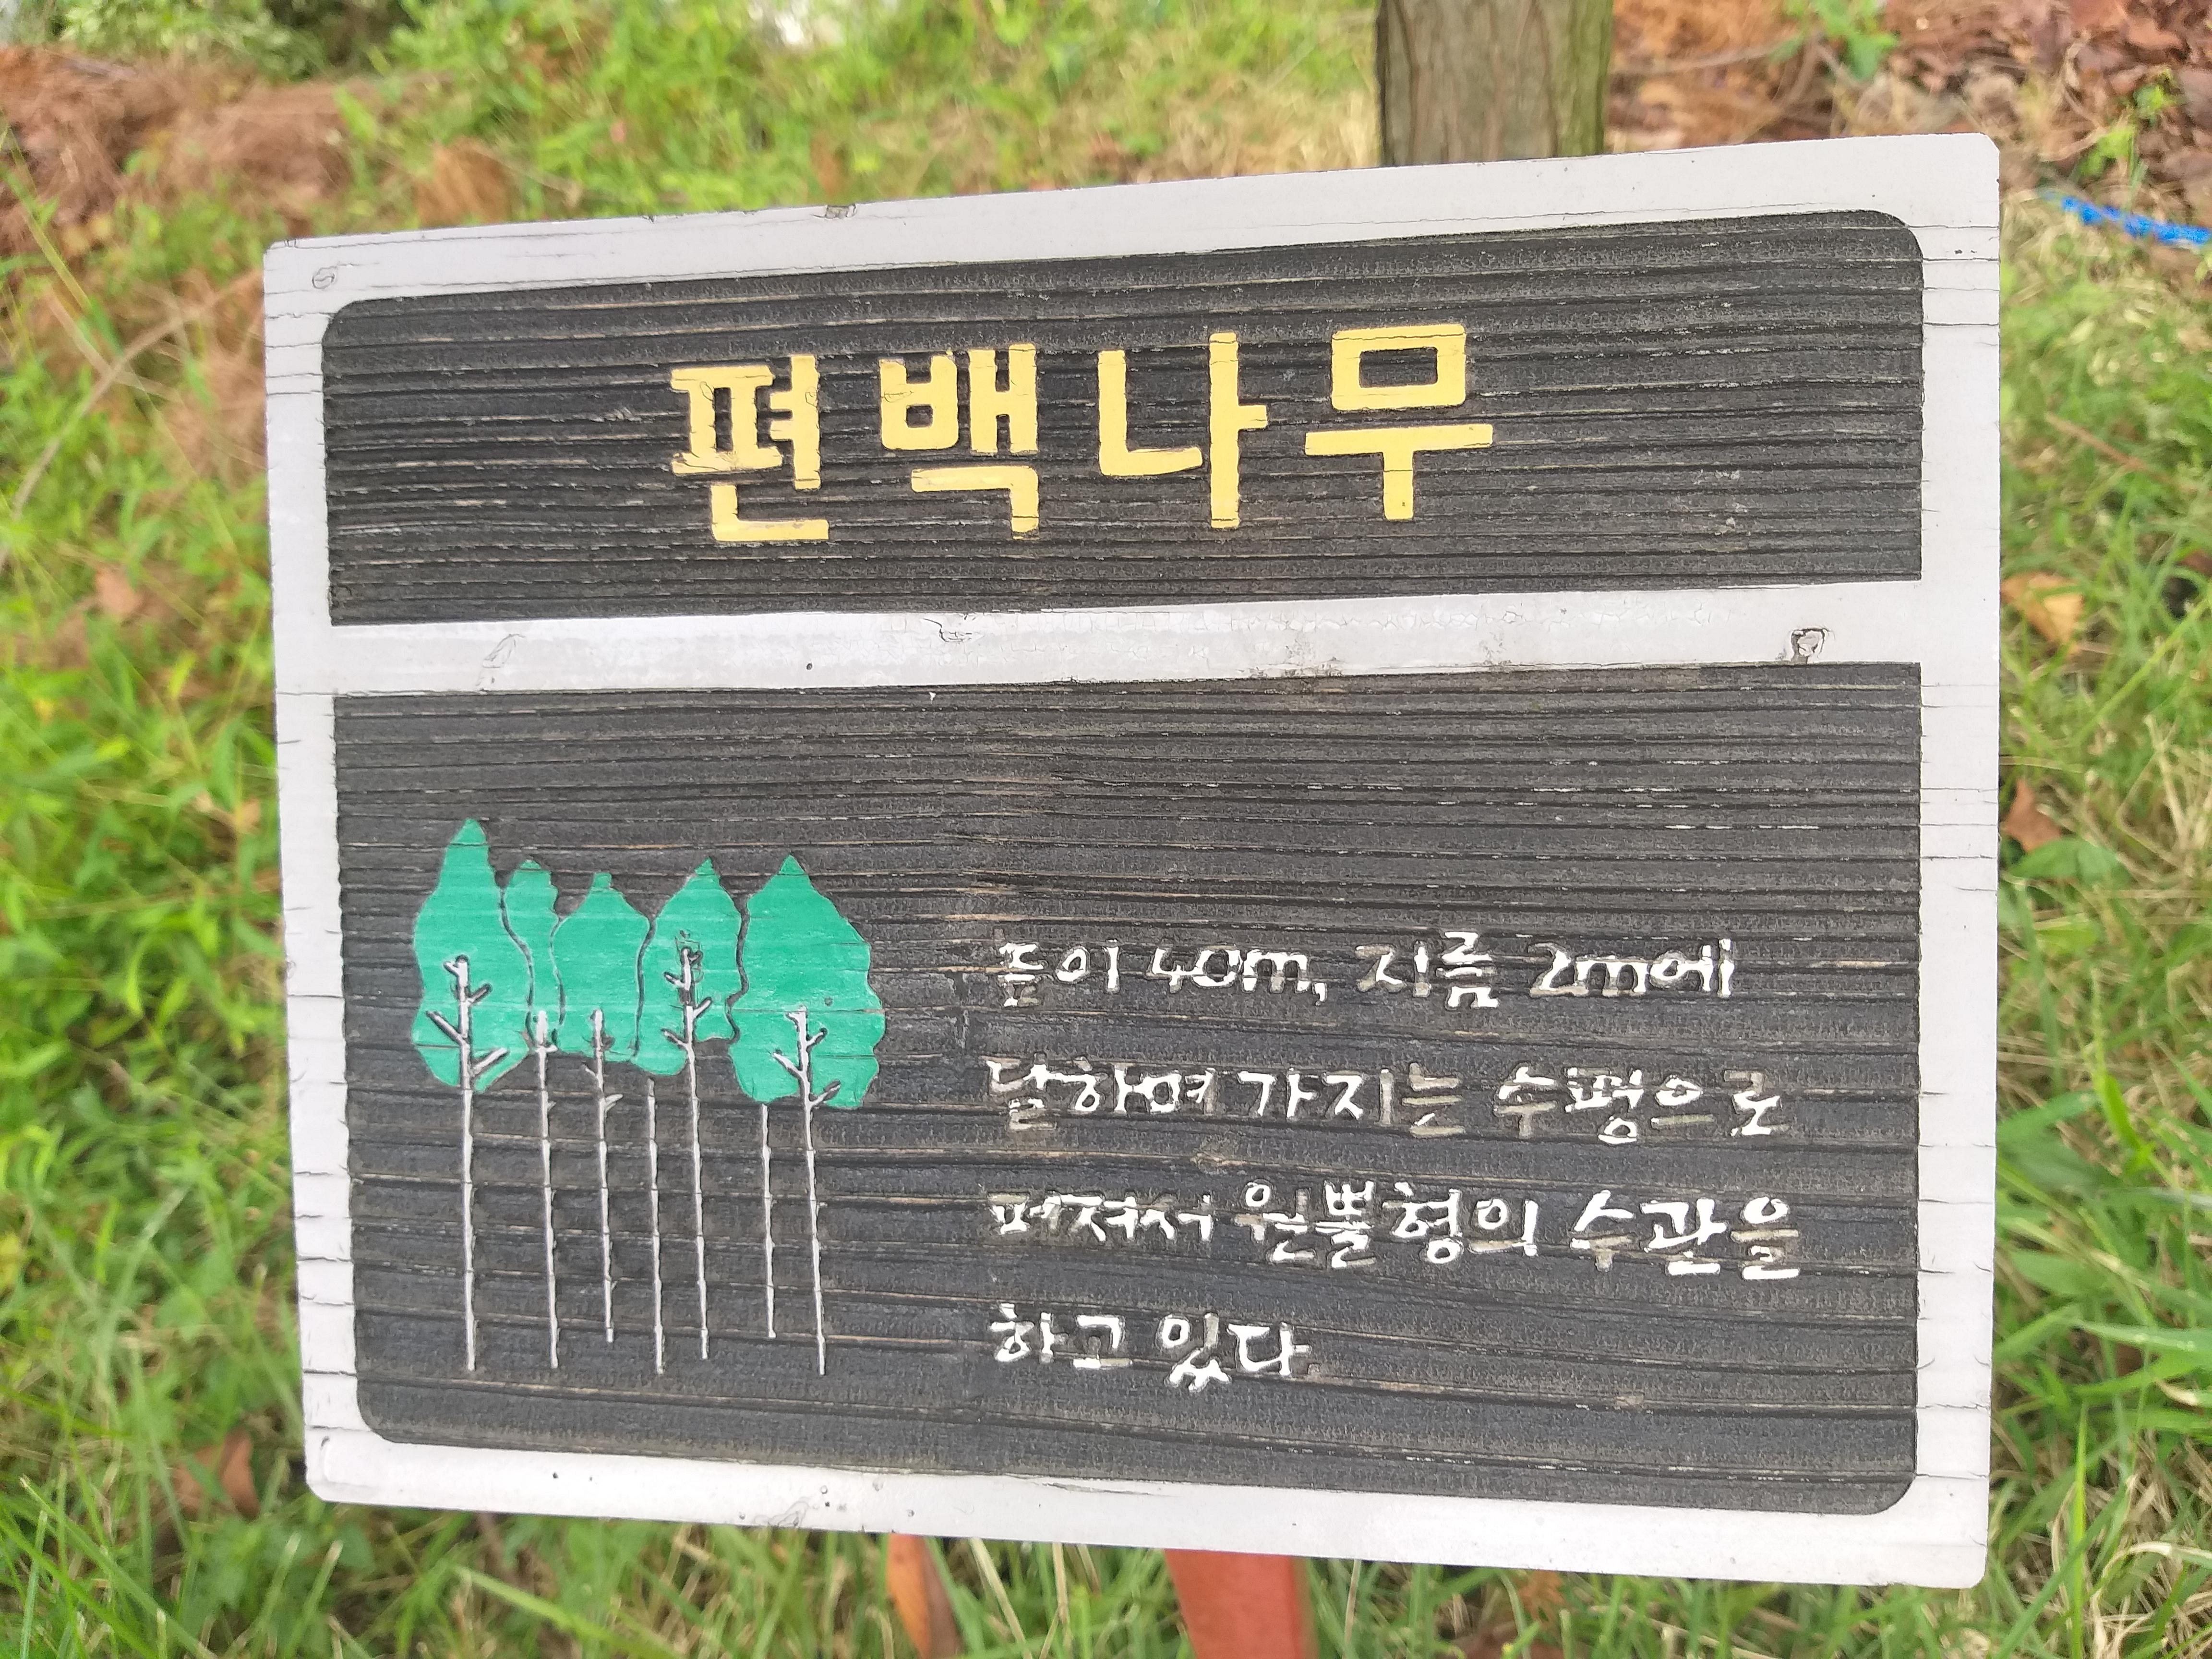 편백나무
높이 40m, 지름 2m에
달하며 가지는 수평으로
퍼져서 원뿔형의 수관을
하고 있다